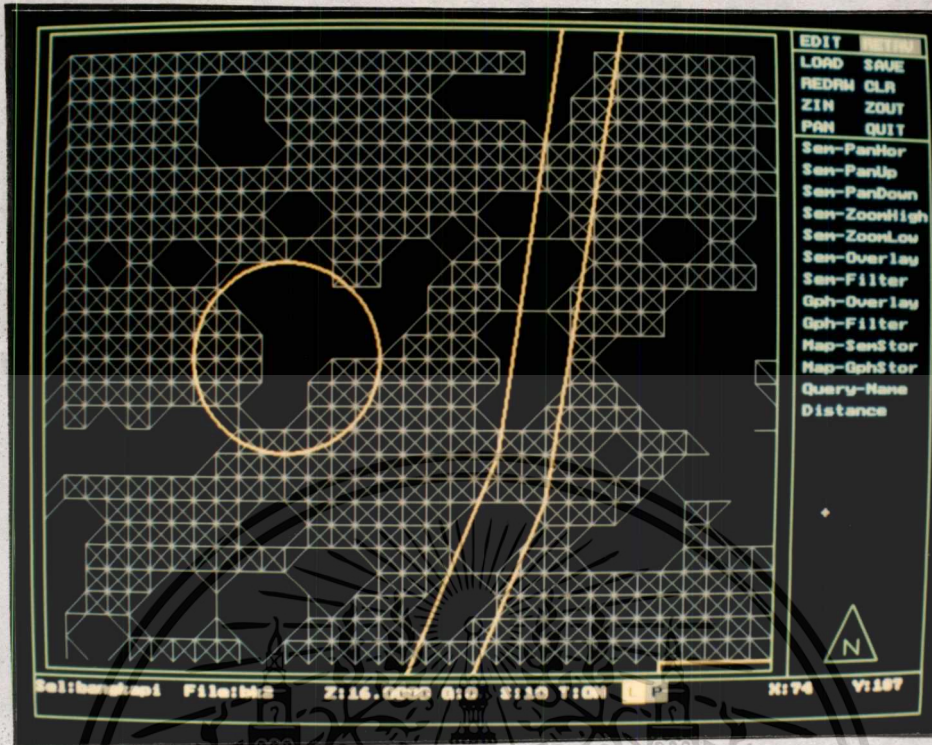 EDIT RETRV
LOAD SAVE
REDRW CLR
ZIN ZOUT
PAN QUIT
Sem-PanHor
Sem-PanUp
Sem-PanDown
Sem-ZoomHigh
Sem-ZoomLow
Sem-Overlay
Sem-Filter
Gph-Overlay
Gph-Filter
Map-SemStor
Map-GphStor
Query-Name
Distance
N
Sel:bangkapi File:bk2 Z:16.0000 G:0 S:10 T:ON L P X:74 Y:187